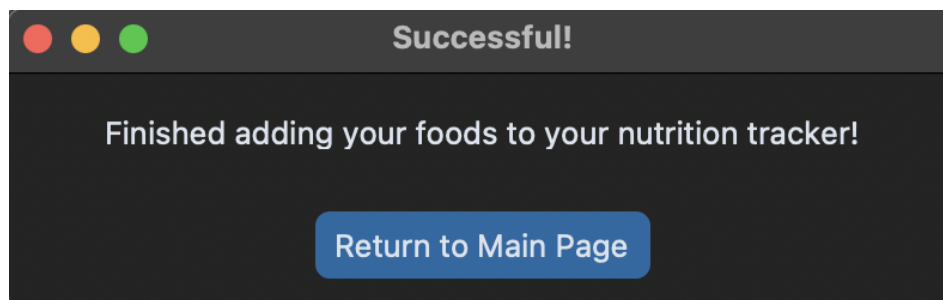 Successful!
Finished adding your foods to your nutrition tracker!
Return to Main Page